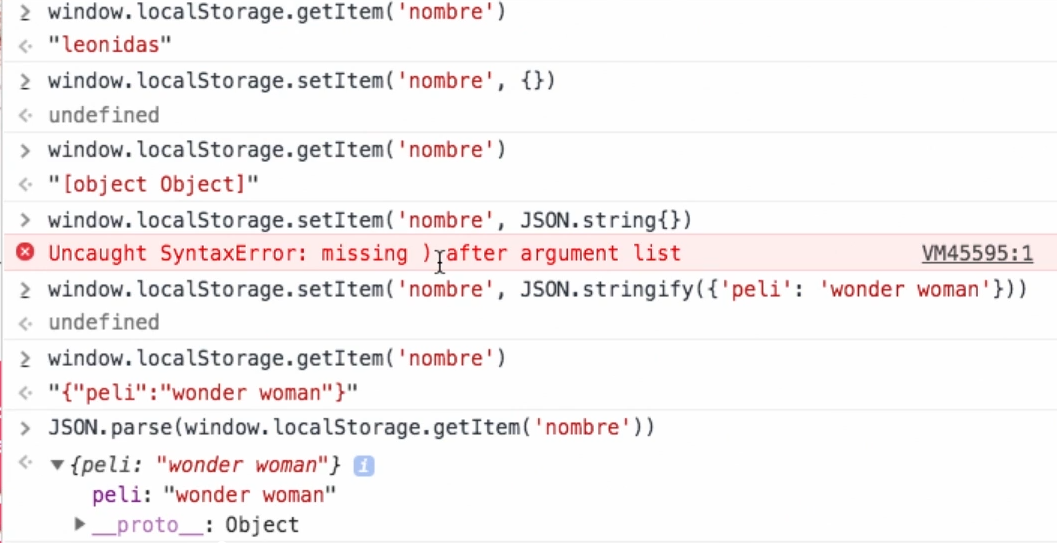 window.localStorage.getItem('nombre')
"leonidas"
window.localStorage.setItem('nombre', {})
undefined
window.localStorage.getItem('nombre')
"[object Object]"
window.localStorage.setItem('nombre', JSON.string{})
Uncaught SyntaxError: missing ) after argument list VM45595:1
window.localStorage.setItem('nombre', JSON.stringify({'peli': 'wonder woman'}))
undefined
window.localStorage.getItem('nombre')
"{"peli":"wonder woman"}"
JSON.parse(window.localStorage.getItem('nombre'))
{peli: "wonder woman"} i
peli: "wonder woman"
__proto__: Object